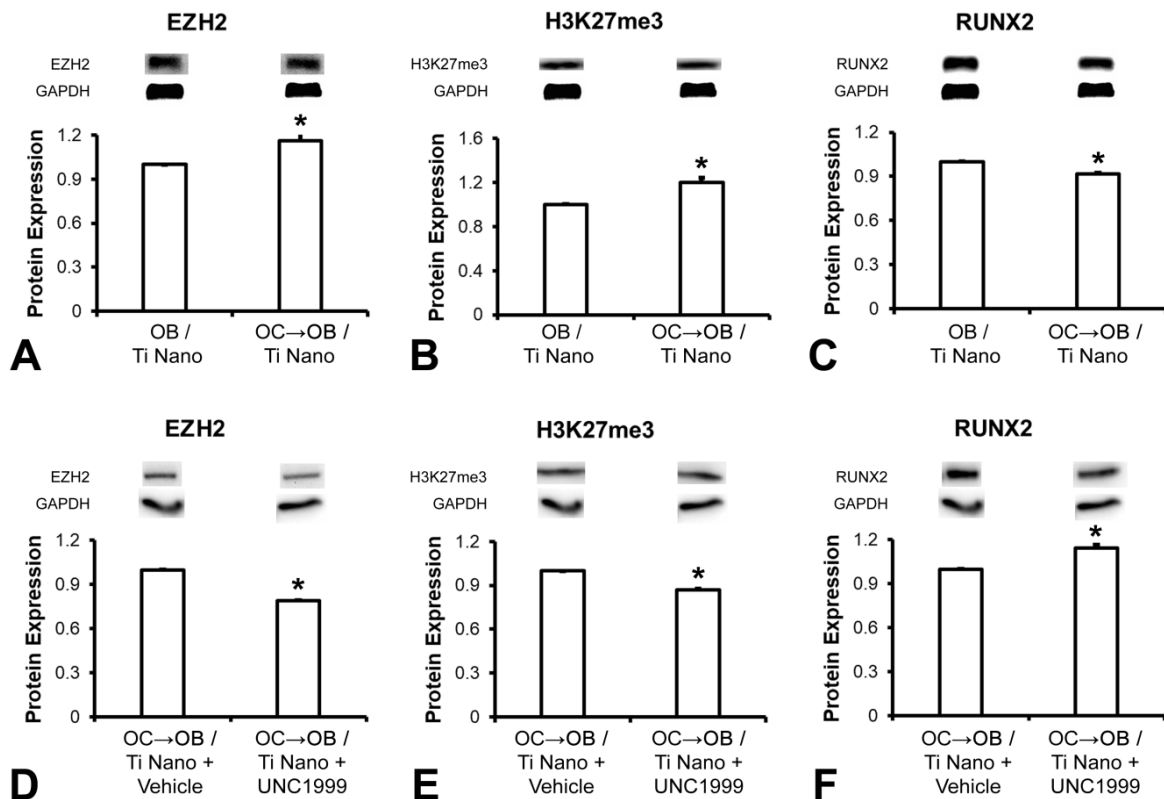 EZH2
EZH2
GAPDH
*
Protein Expression
1.2
0.9
0.6
0.3
0
OB /
Ti Nano
OC→OB /
Ti Nano
A
H3K27me3
H3K27me3
GAPDH
*
Protein Expression
1.6
1.2
0.8
0.4
0
OB /
Ti Nano
OC→OB /
Ti Nano
B
RUNX2
RUNX2
GAPDH
*
Protein Expression
1.2
0.9
0.6
0.3
0
OB /
Ti Nano
OC→OB /
Ti Nano
C
EZH2
EZH2
GAPDH
*
Protein Expression
1.2
0.9
0.6
0.3
0
OC→OB /
Ti Nano +
Vehicle
OC→OB /
Ti Nano +
UNC1999
D
H3K27me3
H3K27me3
GAPDH
*
Protein Expression
1.2
0.9
0.6
0.3
0
OC→OB /
Ti Nano +
Vehicle
OC→OB /
Ti Nano +
UNC1999
E
RUNX2
RUNX2
GAPDH
*
Protein Expression
1.2
0.9
0.6
0.3
0
OC→OB /
Ti Nano +
Vehicle
OC→OB /
Ti Nano +
UNC1999
F